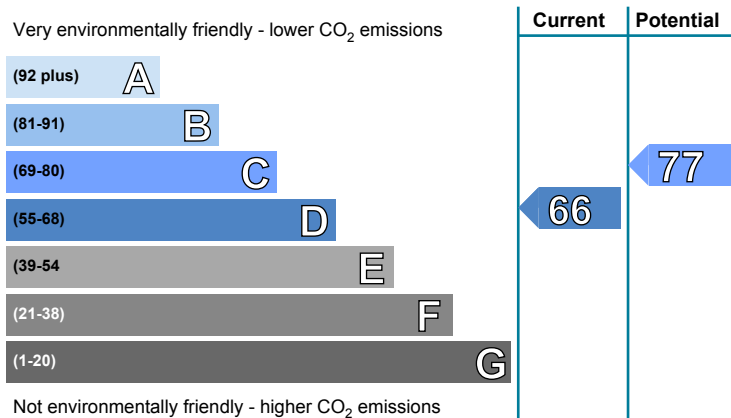 Very environmentally friendly - lower CO2 emissions
Current
Potential
(92 plus) A
(81-91) B
(69-80) C
77
(55-68) D
66
(39-54 E
(21-38) F
(1-20) G
Not environmentally friendly - higher CO2 emissions